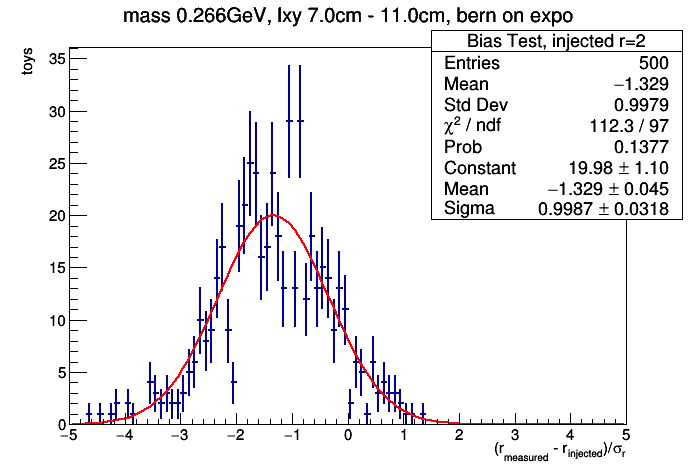 mass 0.266GeV, lxy 7.0cm - 11.0cm, bern on expo
Bias Test, injected r=2
Entries 500
Mean −1.329
Std Dev 0.9979
χ² / ndf 112.3 / 97
Prob 0.1377
Constant 19.98 ± 1.10
Mean −1.329 ± 0.045
Sigma 0.9987 ± 0.0318
toys
35
30
25
20
15
10
5
0
−5 −4 −3 −2 −1 0 1 2 3 4 5
(r_measured - r_injected)/σ_r